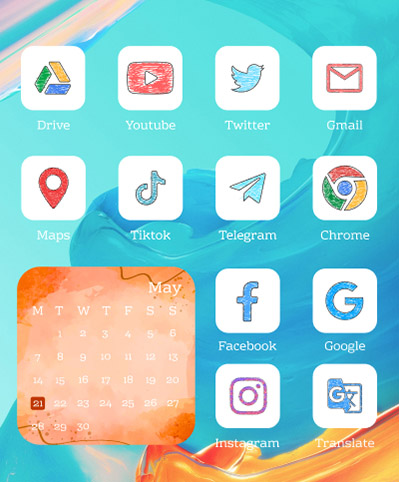 Drive Youtube Twitter Gmail
Maps Tiktok Telegram Chrome
May
M T W T F S S
1 2 3 4 5 6
7 8 9 10 11 12 13
14 15 16 17 18 19 20
21 22 23 24 25 26 27
28 29 30
Facebook Google
Instagram Translate